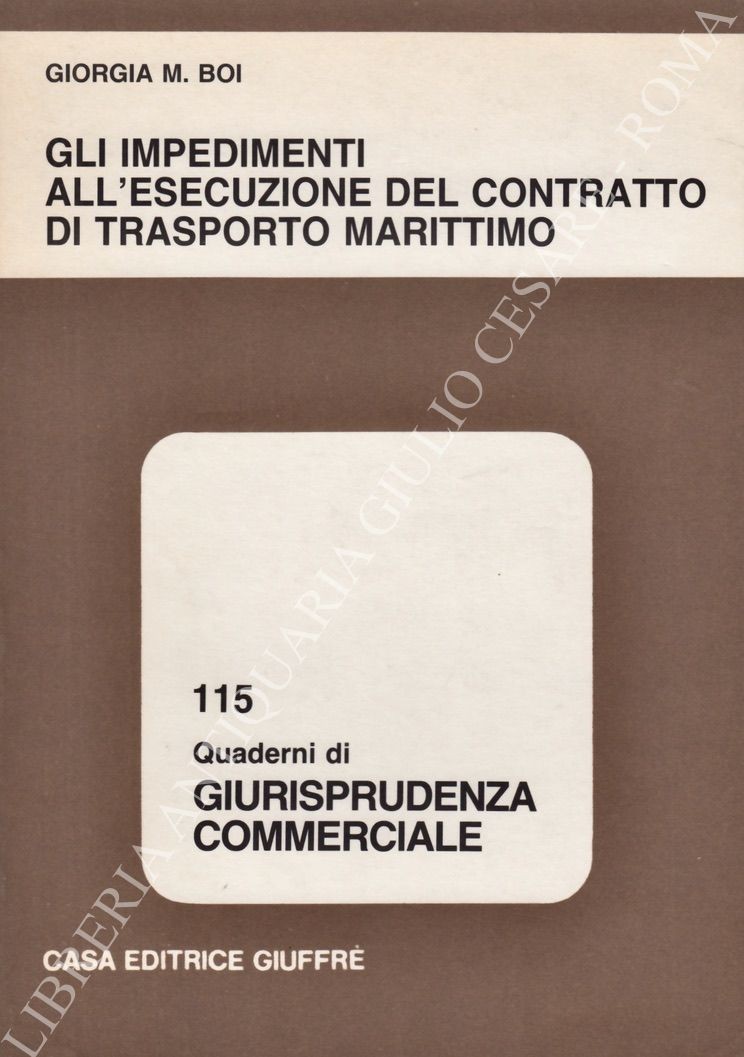 GIORGIA M. BOI
GLI IMPEDIMENTI
ALL'ESECUZIONE DEL CONTRATTO
DI TRASPORTO MARITTIMO
115
Quaderni di
GIURISPRUDENZA
COMMERCIALE
CASA EDITRICE GIUFFRÈ
LIBRERIA ANTIQUARIA GIULIO CESARE - ROMA